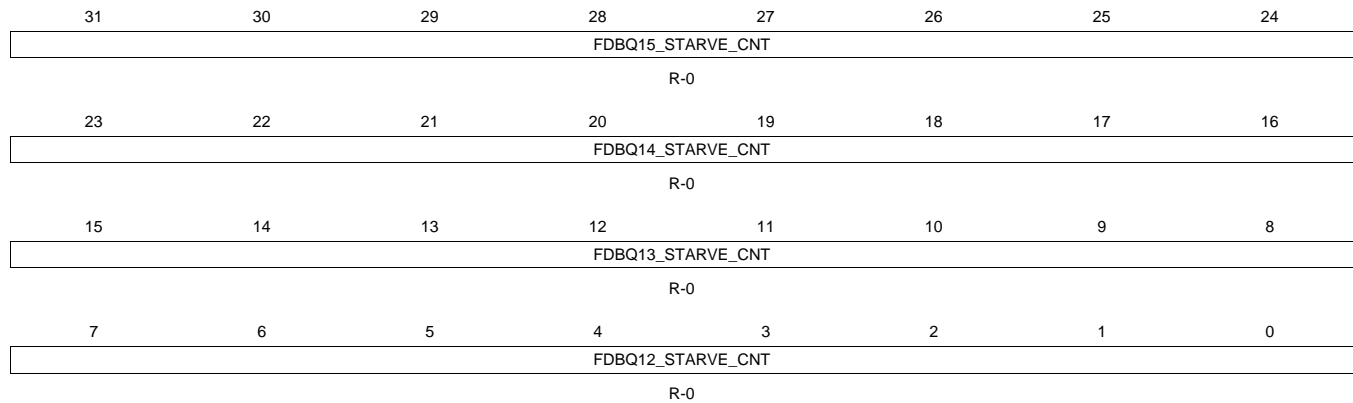 31 30 29 28 27 26 25 24
FDBQ15_STARVE_CNT
R-0
23 22 21 20 19 18 17 16
FDBQ14_STARVE_CNT
R-0
15 14 13 12 11 10 9 8
FDBQ13_STARVE_CNT
R-0
7 6 5 4 3 2 1 0
FDBQ12_STARVE_CNT
R-0